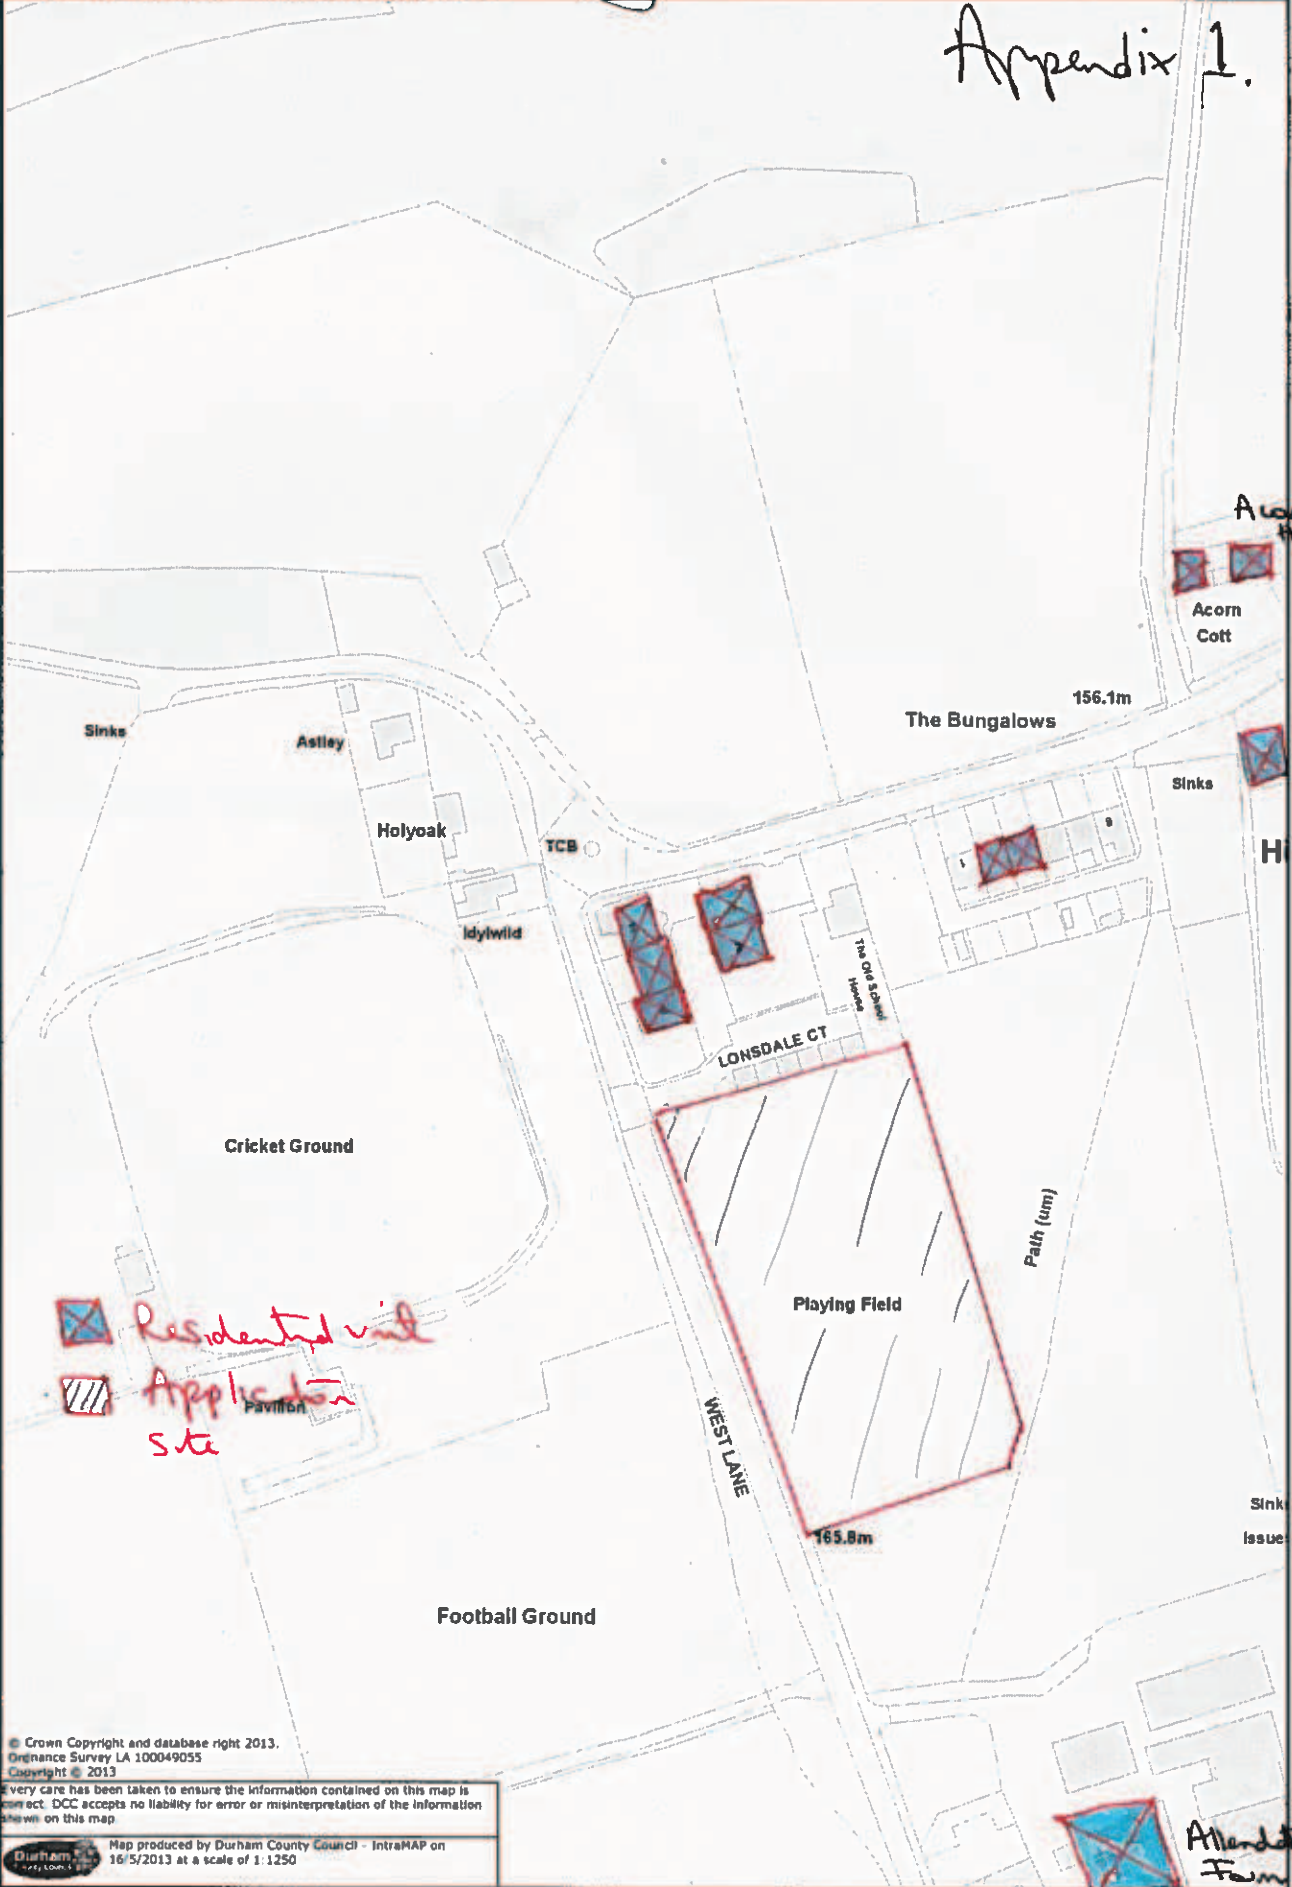 Appendix 1.
Acorn
Cott
156.1m
The Bungalows
Sinks
Astley
Sinks
Holyoak
TCB
1
8
Idylwild
The Old School
House
LONSDALE CT
Cricket Ground
Path (um)
Playing Field
Residential unit
Application
Pavilion
site
WEST LANE
Sink
Issue
165.8m
Football Ground
© Crown Copyright and database right 2013.
Ordnance Survey LA 100049055
Copyright © 2013
Every care has been taken to ensure the information contained on this map is
correct. DCC accepts no liability for error or misinterpretation of the information
shown on this map
Durham
Map produced by Durham County Council - IntraMAP on
16/5/2013 at a scale of 1:1250